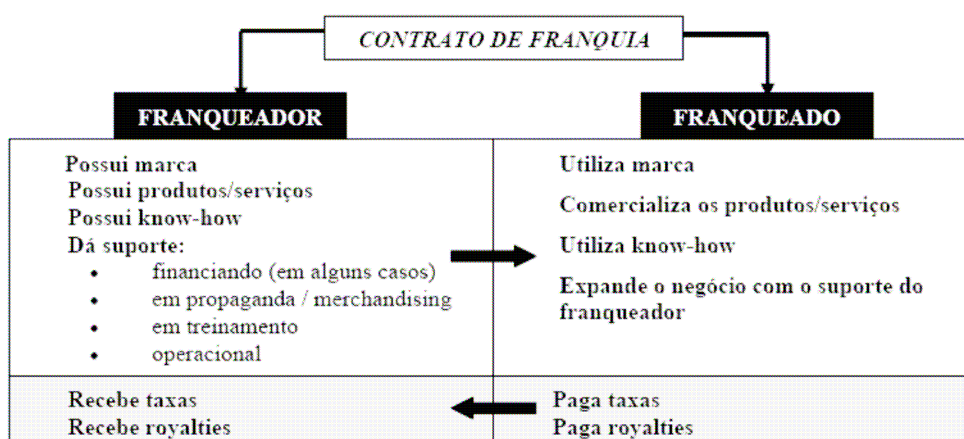 CONTRATO DE FRANQUIA
FRANQUEADOR
Possui marca
Possui produtos/serviços
Possui know-how
Dá suporte:
• financiando (em alguns casos)
• em propaganda / merchandising
• em treinamento
• operacional
Recebe taxas
Recebe royalties
FRANQUEADO
Utiliza marca
Comercializa os produtos/serviços
Utiliza know-how
Expande o negócio com o suporte do
franqueador
Paga taxas
Paga royalties